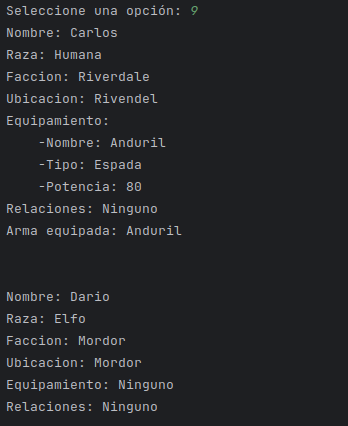 Seleccione una opción: 9
Nombre: Carlos
Raza: Humana
Faccion: Riverdale
Ubicacion: Rivendel
Equipamiento:
    -Nombre: Anduril
    -Tipo: Espada
    -Potencia: 80
Relaciones: Ninguno
Arma equipada: Anduril
Nombre: Dario
Raza: Elfo
Faccion: Mordor
Ubicacion: Mordor
Equipamiento: Ninguno
Relaciones: Ninguno